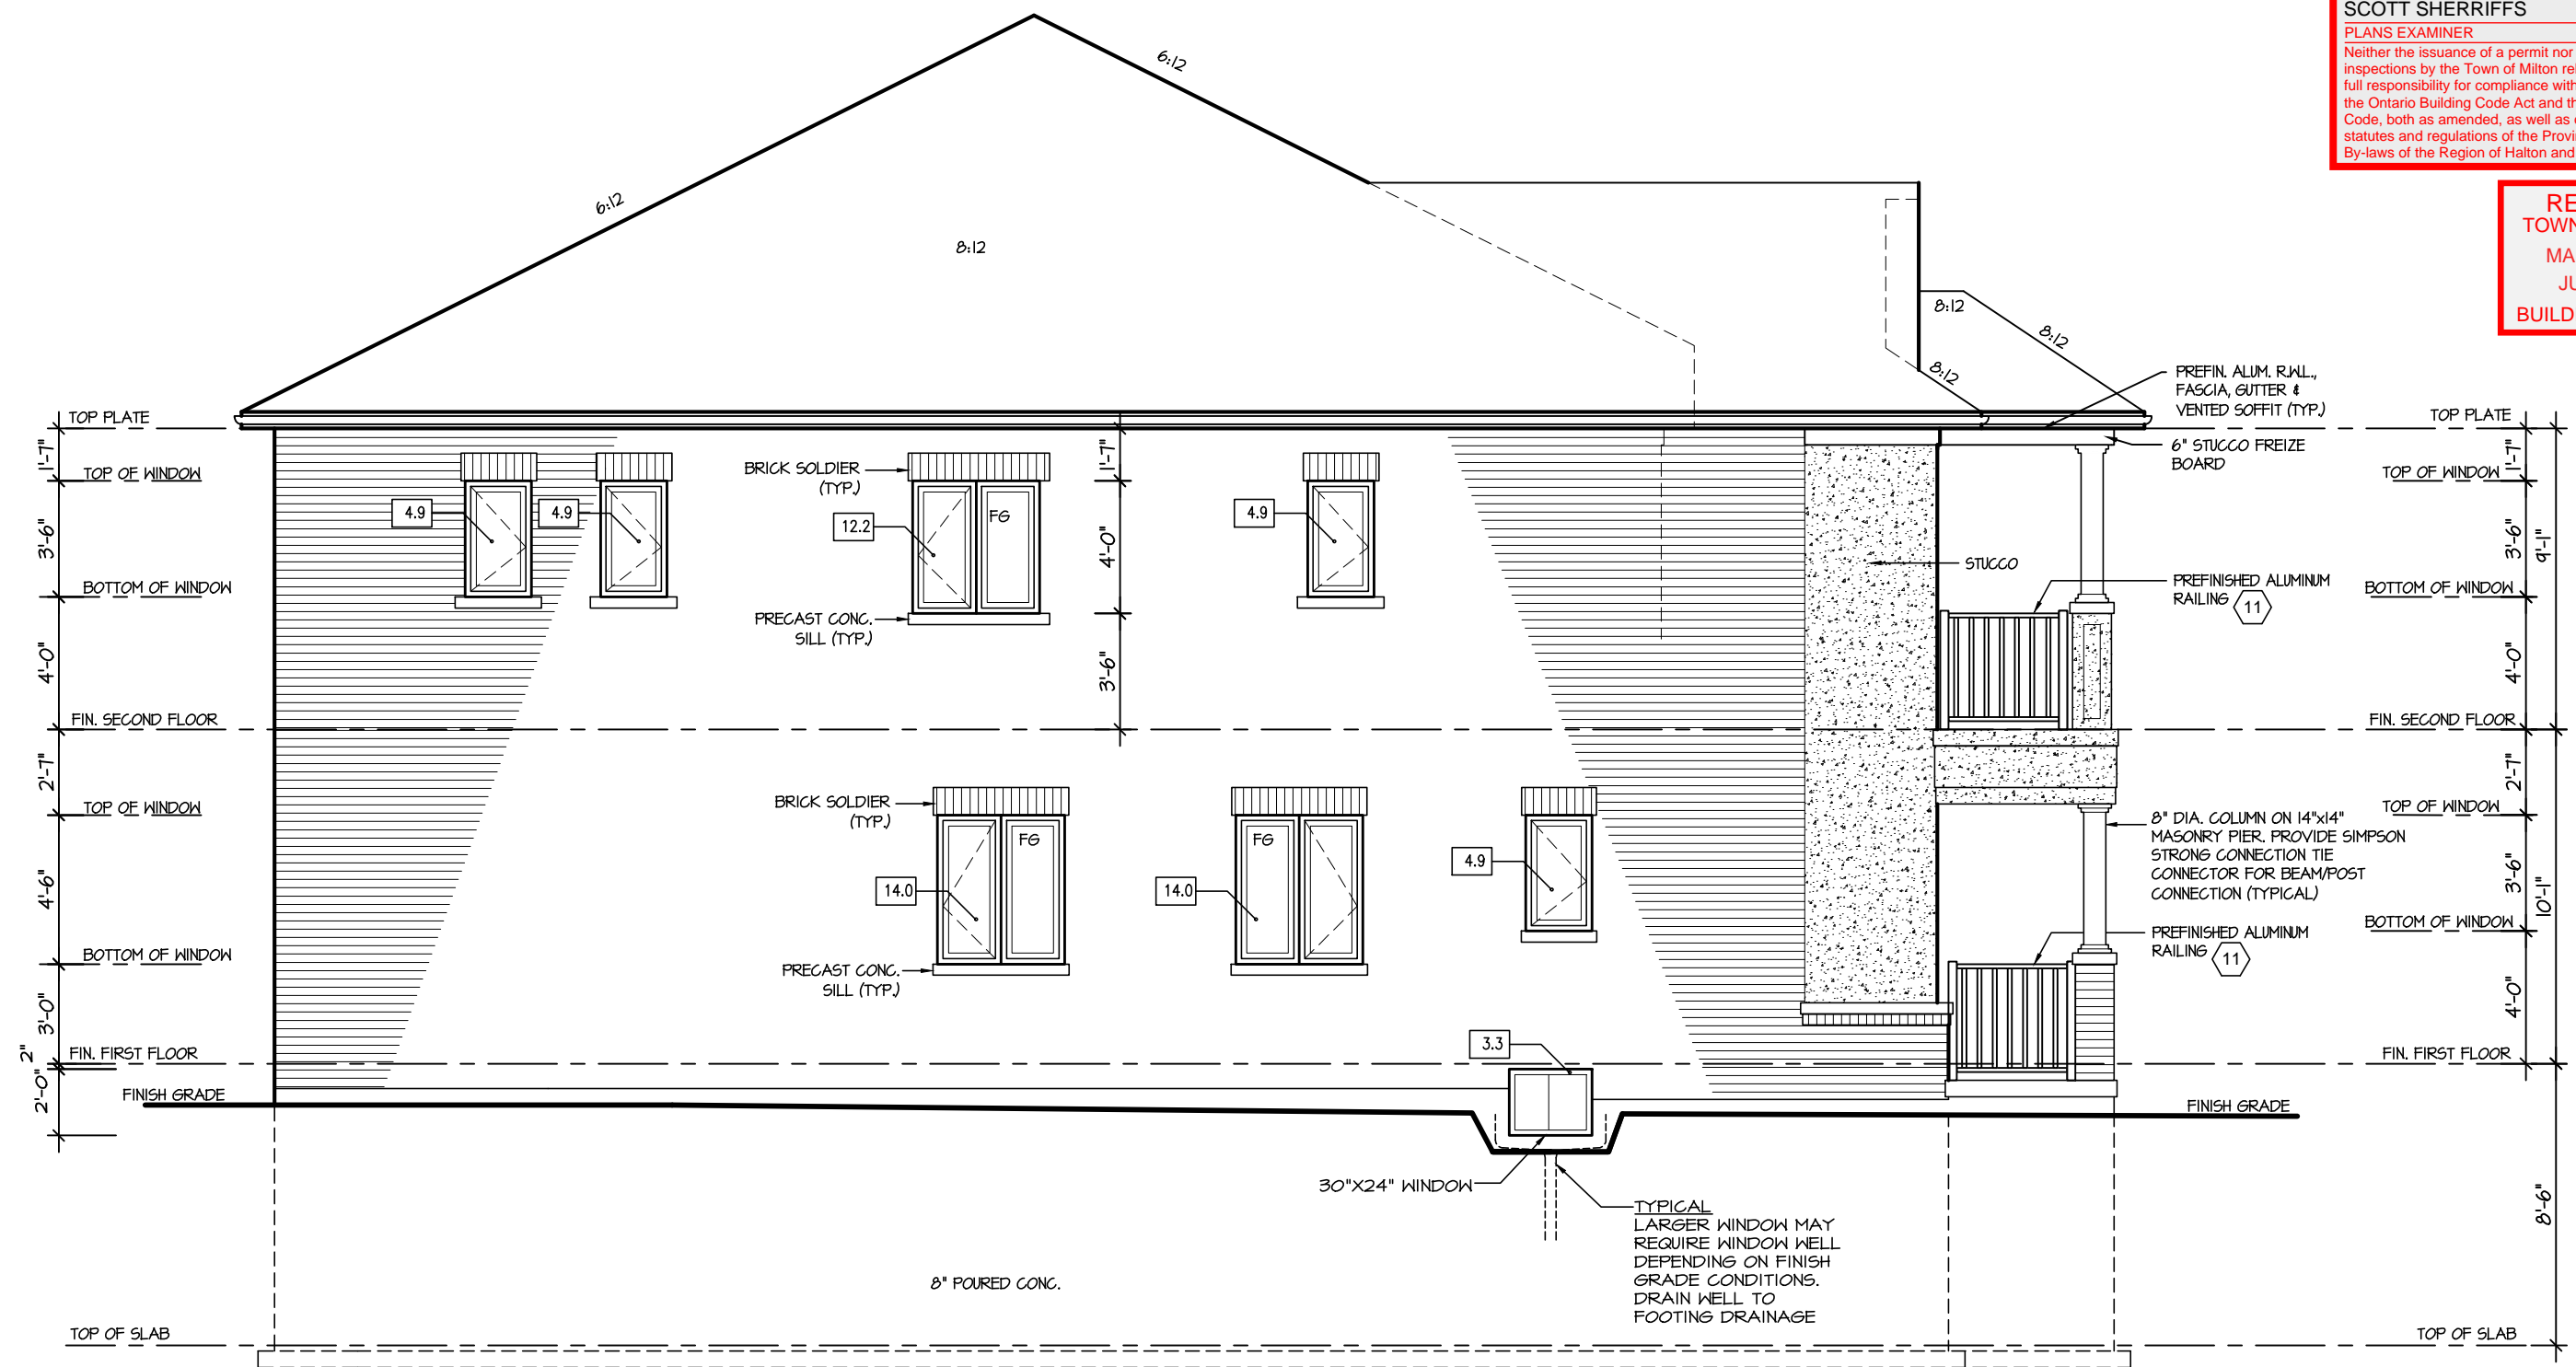 SCOTT SHERRIFFS
PLANS EXAMINER
Neither the issuance of a permit nor
inspections by the Town of Milton
full responsibility for compliance with
the Ontario Building Code Act and
Code, both as amended, as well as
statutes and regulations of the
By-laws of the Region of Halton and
TOWN
BUILD
6:12
6:12
8:12
8:12
8:12
8:12
PREFIN. ALUM. R.W.L.,
FASCIA, GUTTER &
VENTED SOFFIT (TYP.)
6" STUCCO FREIZE
BOARD
TOP PLATE
1'-7"
TOP OF WINDOW
3'-6"
BOTTOM OF WINDOW
4'-0"
FIN. SECOND FLOOR
2'-7"
TOP OF WINDOW
4'-6"
BOTTOM OF WINDOW
3'-0"
FIN. FIRST FLOOR
2"
2'-0"
FINISH GRADE
TOP OF SLAB
4.9
4.9
BRICK SOLDIER
(TYP.)
12.2
FG
PRECAST CONC.
SILL (TYP.)
1'-7"
4'-0"
3'-6"
4.9
STUCCO
BRICK SOLDIER
(TYP.)
14.0
FG
PRECAST CONC.
SILL (TYP.)
14.0
FG
4.9
3.3
30"X24" WINDOW
TYPICAL
LARGER WINDOW MAY
REQUIRE WINDOW WELL
DEPENDING ON FINISH
GRADE CONDITIONS.
DRAIN WELL TO
FOOTING DRAINAGE
8" POURED CONC.
PREFINISHED ALUMINUM
RAILING 11
8" DIA. COLUMN ON 14"x14"
MASONRY PIER. PROVIDE SIMPSON
STRONG CONNECTION TIE
CONNECTOR FOR BEAM/POST
CONNECTION (TYPICAL)
PREFINISHED ALUMINUM
RAILING 11
TOP PLATE
1'-7"
TOP OF WINDOW
3'-6"
9'-1"
BOTTOM OF WINDOW
4'-0"
FIN. SECOND FLOOR
2'-7"
TOP OF WINDOW
3'-6"
10'-1"
BOTTOM OF WINDOW
4'-0"
FIN. FIRST FLOOR
FINISH GRADE
8'-6"
TOP OF SLAB